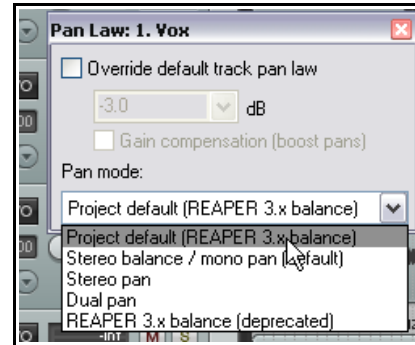 Pan Law: 1. Vox
Override default track pan law
-3.0 dB
Gain compensation (boost pans)
Pan mode:
Project default (REAPER 3.x balance)
Project default (REAPER 3.x balance)
Stereo balance / mono pan (default)
Stereo pan
Dual pan
REAPER 3.x balance (deprecated)
-inf M S